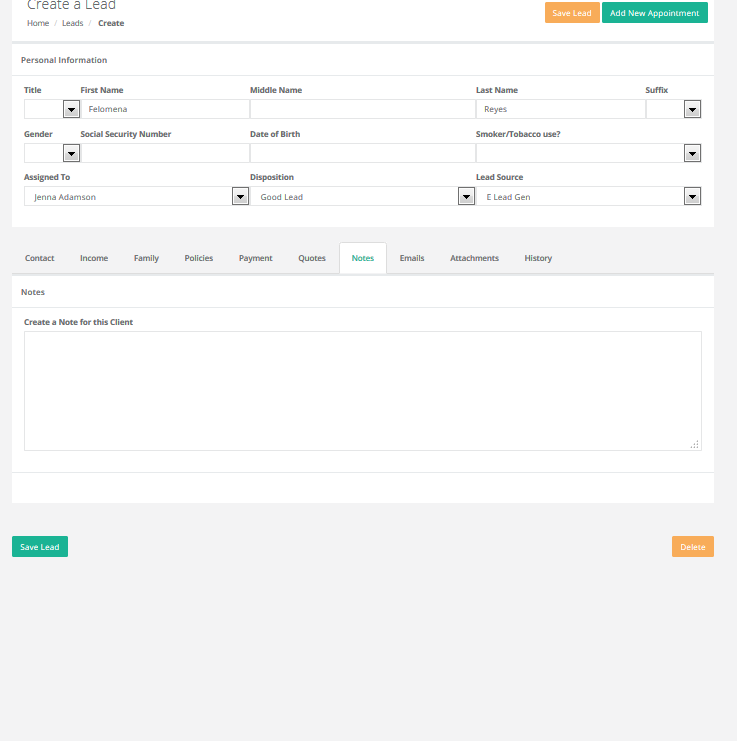 Create a Lead
Save Lead Add New Appointment
Home / Leads / Create
Personal Information
Title First Name Middle Name Last Name Suffix
Felomena Reyes
Gender Social Security Number Date of Birth Smoker/Tobacco use?
Assigned To Disposition Lead Source
Jenna Adamson Good Lead E Lead Gen
Contact Income Family Policies Payment Quotes Notes Emails Attachments History
Notes
Create a Note for this Client
Save Lead Delete